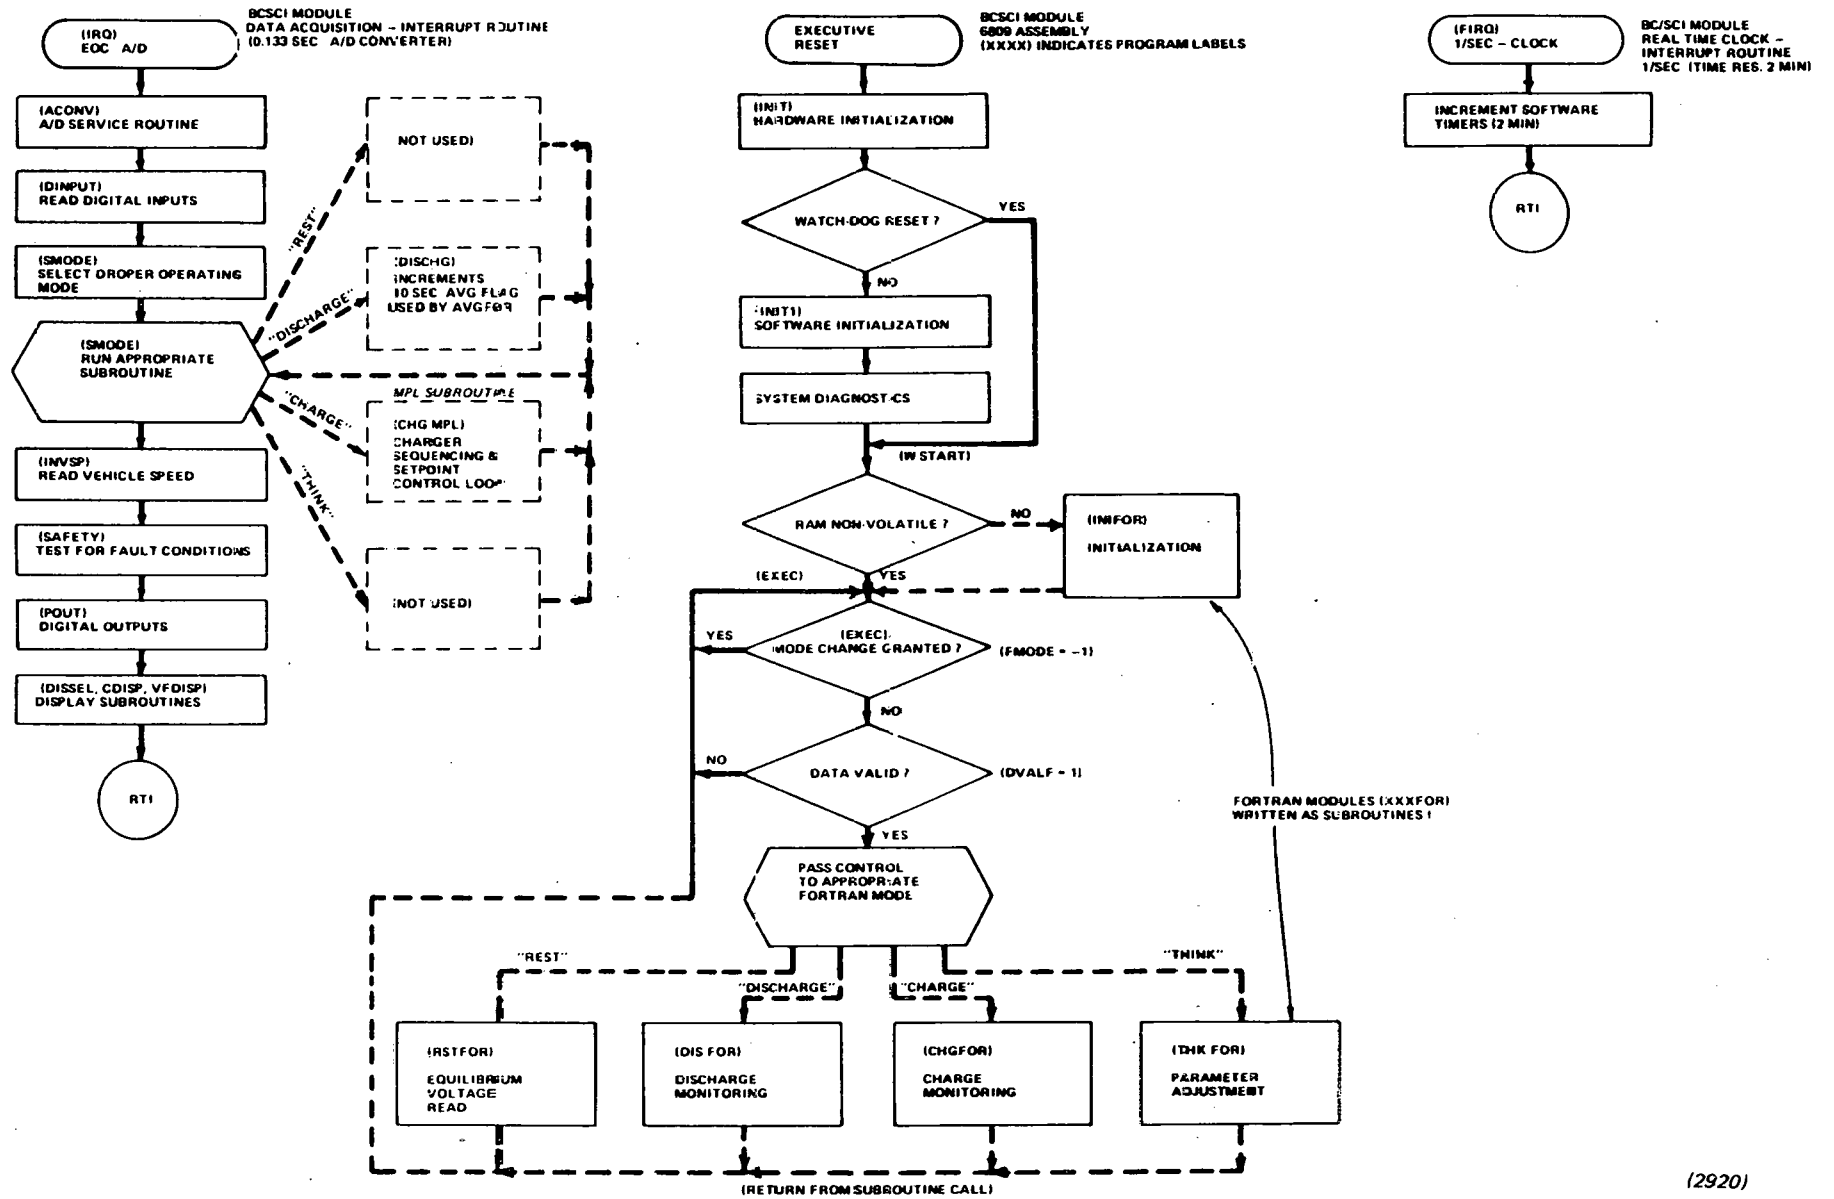 (IRQ)
EOC A/D
BCSCI MODULE
DATA ACQUISITION – INTERRUPT ROUTINE
(0.133 SEC A/D CONVERTER)
(ACONV)
A/D SERVICE ROUTINE
(DINPUT)
READ DIGITAL INPUTS
(SMODE)
SELECT DROPER OPERATING
MODE
(SMODE)
RUN APPROPRIATE
SUBROUTINE
(INVSP)
READ VEHICLE SPEED
(SAFETY)
TEST FOR FAULT CONDITIONS
(POUT)
DIGITAL OUTPUTS
(DISSEL, CDISP, VFDISP)
DISPLAY SUBROUTINES
RTI
"REST"
"DISCHARGE"
"CHARGE"
"THINK"
NOT USED)
(DISCHG)
INCREMENTS
10 SEC AVG FLAG
USED BY AVGFOR
MPL SUBROUTINE
(CHG MPL)
CHARGER
SEQUENCING &
SETPOINT
CONTROL LOOP
(NOT USED)
EXECUTIVE
RESET
BCSCI MODULE
6809 ASSEMBLY
(XXXX) INDICATES PROGRAM LABELS
(INIT)
HARDWARE INITIALIZATION
WATCH-DOG RESET ?
YES
NO
(INIT1)
SOFTWARE INITIALIZATION
SYSTEM DIAGNOSTICS
(WSTART)
RAM NON-VOLATILE ?
NO
(INIFOR)
INITIALIZATION
(EXEC)
YES
(EXEC)
MODE CHANGE GRANTED ?
YES
(FMODE = -1)
NO
DATA VALID ?
NO
(DVALF = 1)
YES
PASS CONTROL
TO APPROPRIATE
FORTRAN MODE
"REST"
"DISCHARGE"
"CHARGE"
"THINK"
(RSTFOR)
EQUILIBRIUM
VOLTAGE
READ
(DIS FOR)
DISCHARGE
MONITORING
(CHGFOR)
CHARGE
MONITORING
(THK FOR)
PARAMETER
ADJUSTMENT
(RETURN FROM SUBROUTINE CALL)
FORTRAN MODULES (XXXFOR)
WRITTEN AS SUBROUTINES !
(FIRQ)
1/SEC – CLOCK
BC/SCI MODULE
REAL TIME CLOCK –
INTERRUPT ROUTINE
1/SEC (TIME RES. 2 MIN)
INCREMENT SOFTWARE
TIMERS (2 MIN)
RTI
(2920)